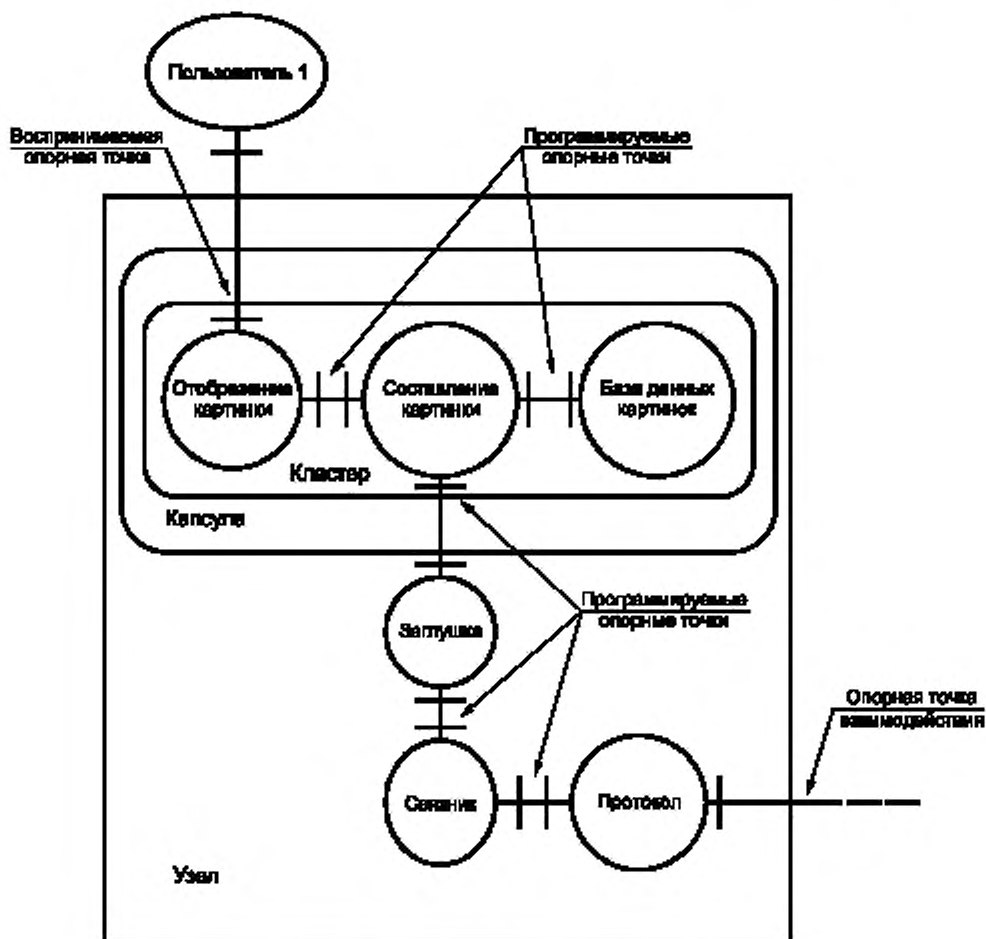 Пользователь 1
Воспринимаемая
опорная точка
Программируемые
опорные точки
Отображение
картинки
Составление
картинки
База данных
картинок
Кластер
Капсула
Заглушка
Программируемые
опорные точки
Опорная точка
взаимодействия
Связник
Протокол
Узел